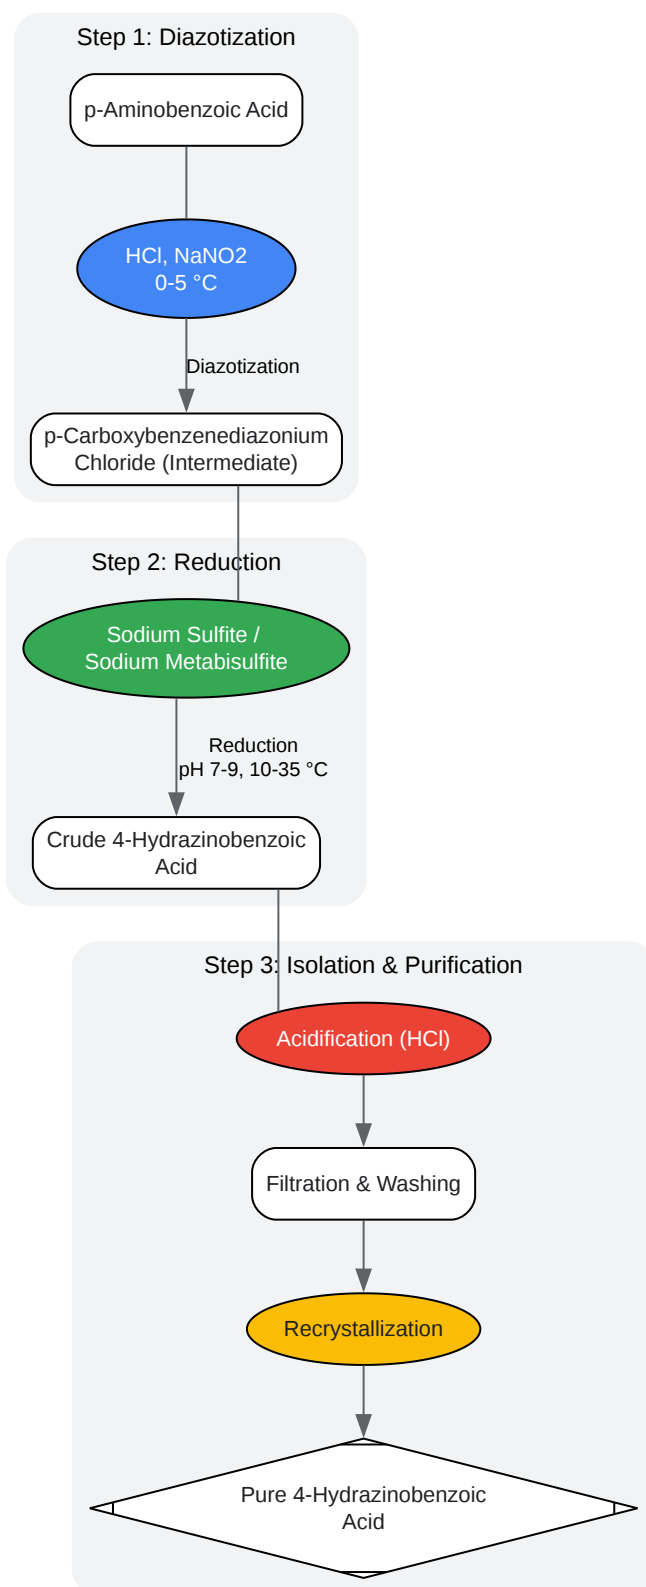 Step 1: Diazotization
p-Aminobenzoic Acid
HCl, NaNO2
0-5 °C
Diazotization
p-Carboxybenzenediazonium
Chloride (Intermediate)
Step 2: Reduction
Sodium Sulfite /
Sodium Metabisulfite
Reduction
pH 7-9, 10-35 °C
Crude 4-Hydrazinobenzoic
Acid
Step 3: Isolation & Purification
Acidification (HCl)
Filtration & Washing
Recrystallization
Pure 4-Hydrazinobenzoic
Acid